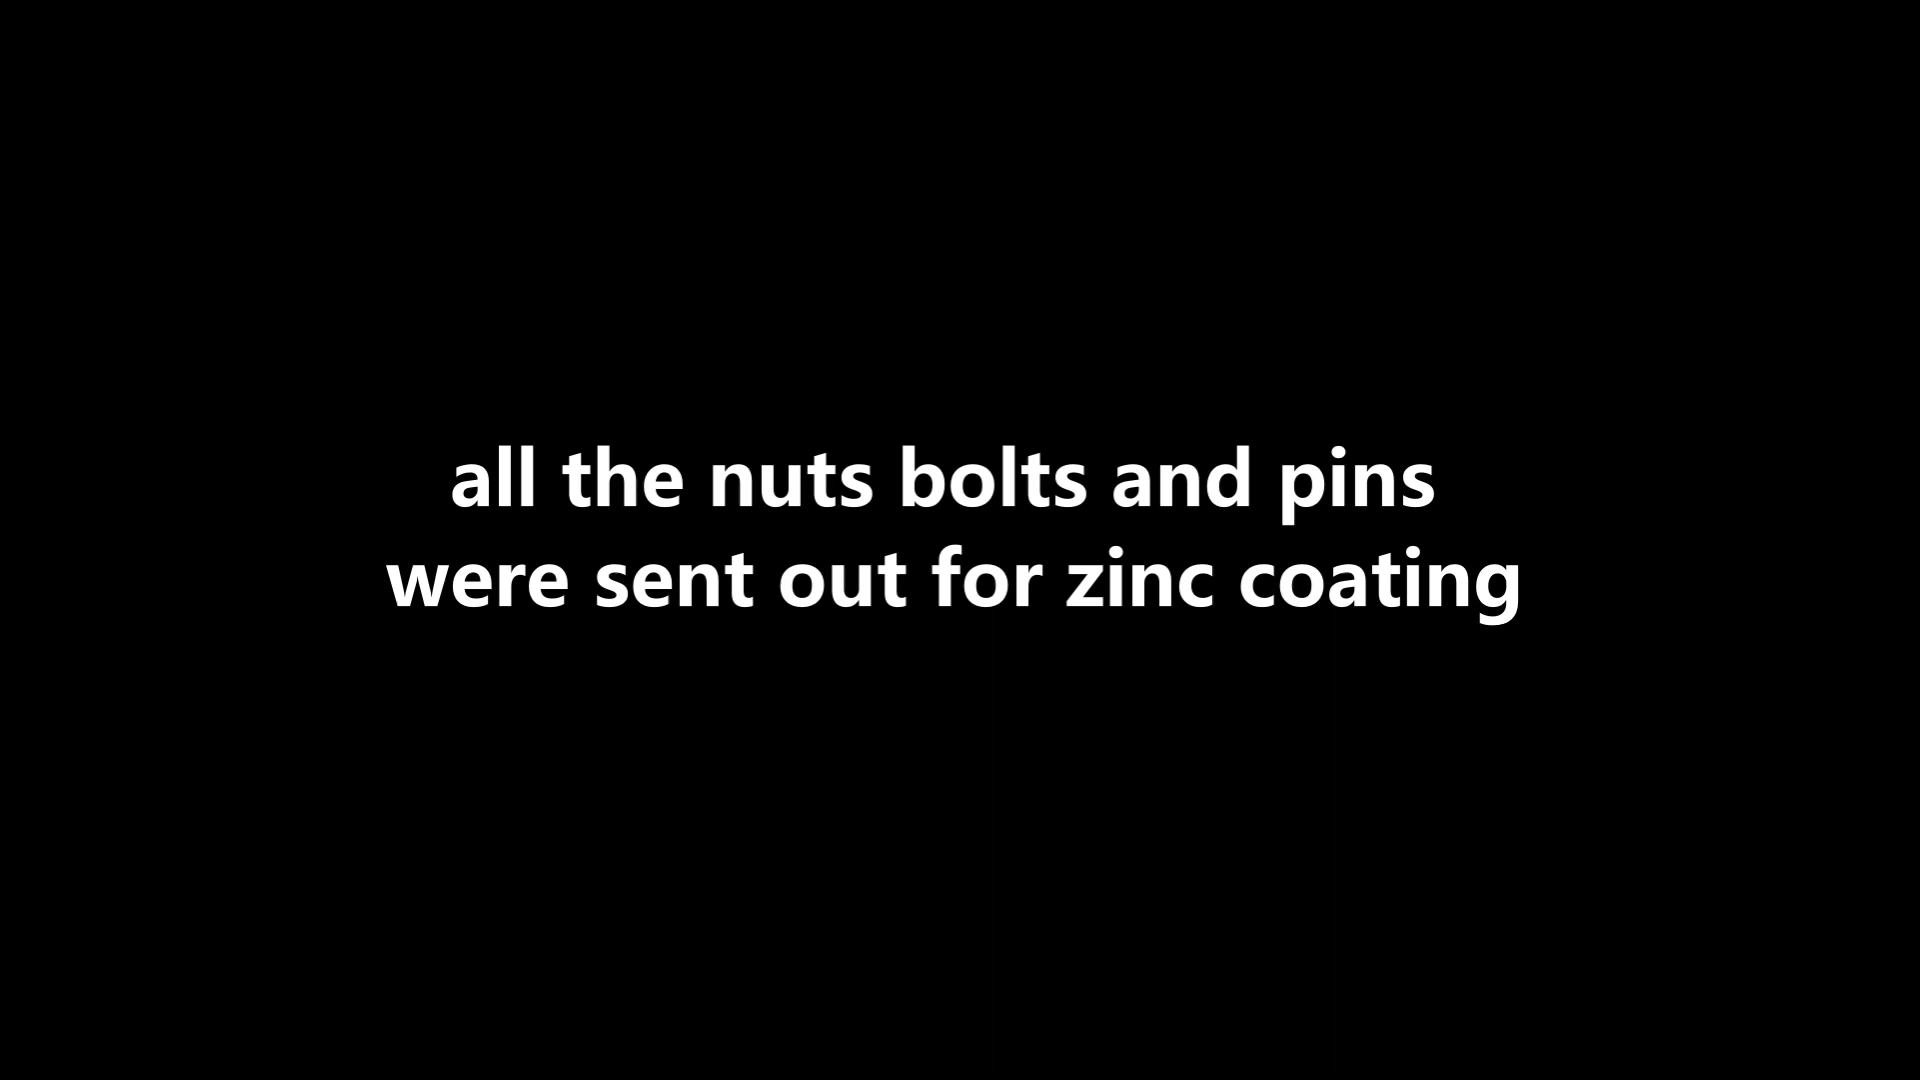 all the nuts bolts and pins
were sent out for zinc coating